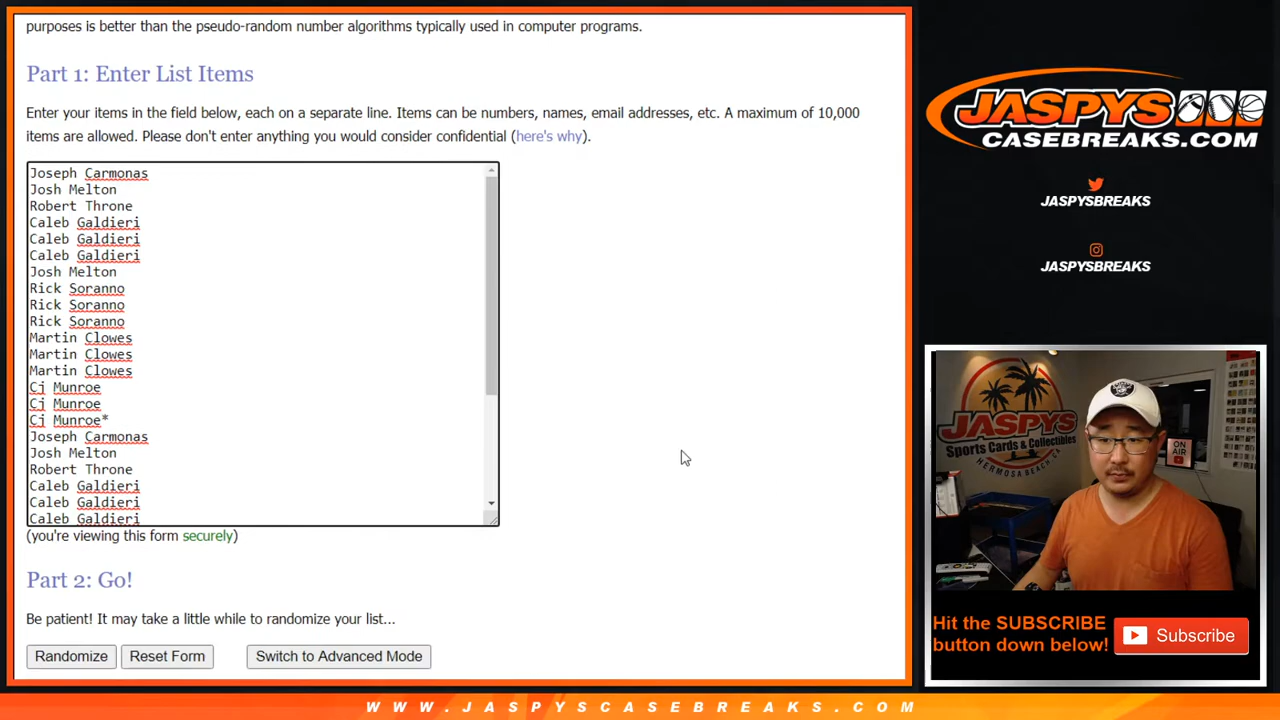 purposes is better than the pseudo-random number algorithms typically used in computer programs.
Part 1: Enter List Items
Enter your items in the field below, each on a separate line. Items can be numbers, names, email addresses, etc. A maximum of 10,000
items are allowed. Please don't enter anything you would consider confidential (here's why).
Joseph Carmonas
Josh Melton
Robert Throne
Caleb Galdieri
Caleb Galdieri
Caleb Galdieri
Josh Melton
Rick Soranno
Rick Soranno
Rick Soranno
Martin Clowes
Martin Clowes
Martin Clowes
Cj Munroe
Cj Munroe
Cj Munroe*
Joseph Carmonas
Josh Melton
Robert Throne
Caleb Galdieri
Caleb Galdieri
Caleb Galdieri
(you're viewing this form securely)
Part 2: Go!
Be patient! It may take a little while to randomize your list...
Randomize
Reset Form
Switch to Advanced Mode
JASPYS
CASEBREAKS.COM
JASPYSBREAKS
JASPYSBREAKS
JASPYS
Sports Cards & Collectibles
HERMOSA BEACH, CA
ON AIR
Hit the SUBSCRIBE
button down below!
Subscribe
WWW.JASPYSCASEBREAKS.COM